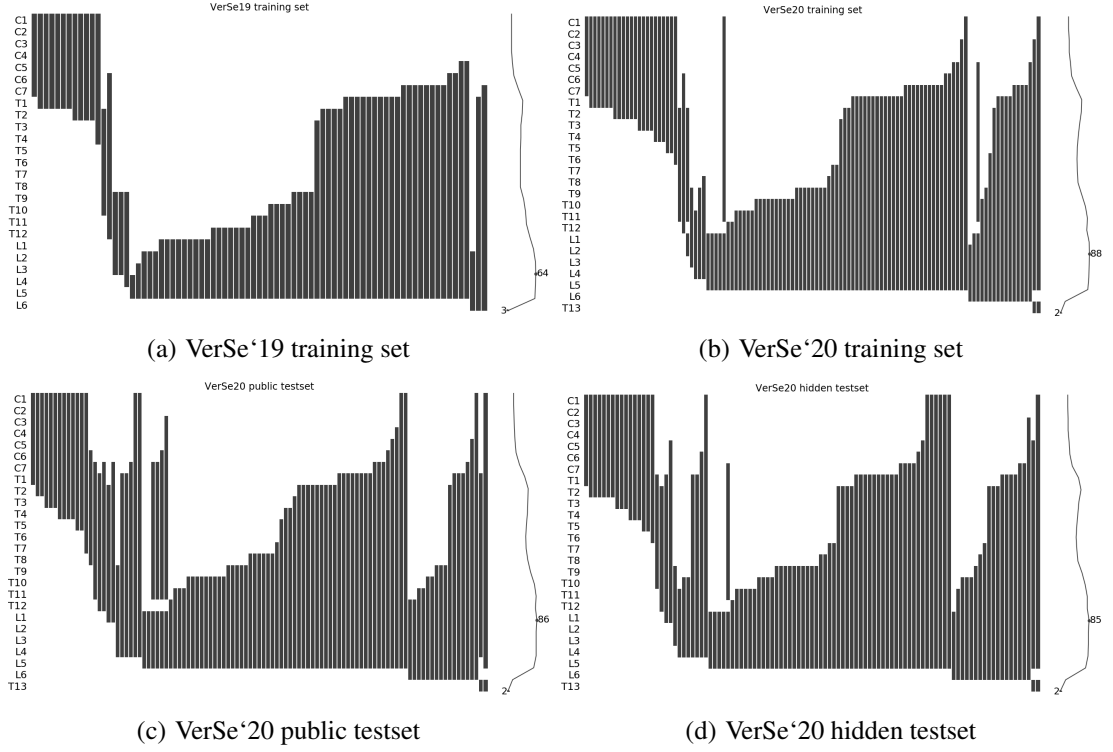 VerSe19 training set
C1
C2
C3
C4
C5
C6
C7
T1
T2
T3
T4
T5
T6
T7
T8
T9
T10
T11
T12
L1
L2
L3
L4
L5
L6
64
3
(a) VerSe‘19 training set
VerSe20 training set
C1
C2
C3
C4
C5
C6
C7
T1
T2
T3
T4
T5
T6
T7
T8
T9
T10
T11
T12
L1
L2
L3
L4
L5
L6
T13
88
2
(b) VerSe‘20 training set
VerSe20 public testset
C1
C2
C3
C4
C5
C6
C7
T1
T2
T3
T4
T5
T6
T7
T8
T9
T10
T11
T12
L1
L2
L3
L4
L5
L6
T13
86
2
(c) VerSe‘20 public testset
VerSe20 hidden testset
C1
C2
C3
C4
C5
C6
C7
T1
T2
T3
T4
T5
T6
T7
T8
T9
T10
T11
T12
L1
L2
L3
L4
L5
L6
T13
85
2
(d) VerSe‘20 hidden testset